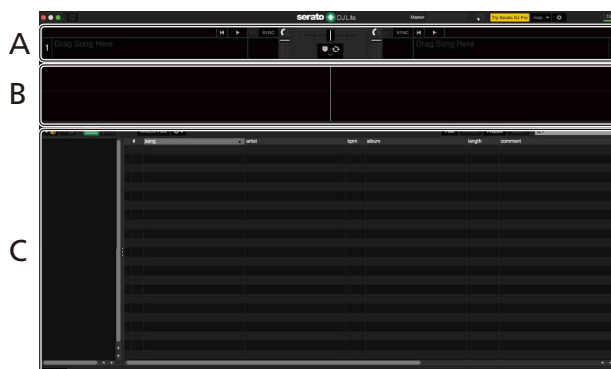 serato DJ Lite Master Try Serato DJ Pro Help
A
SYNC SYNC
1 Drag Song Here Drag Song Here
B
C
# song artist bpm album length comment